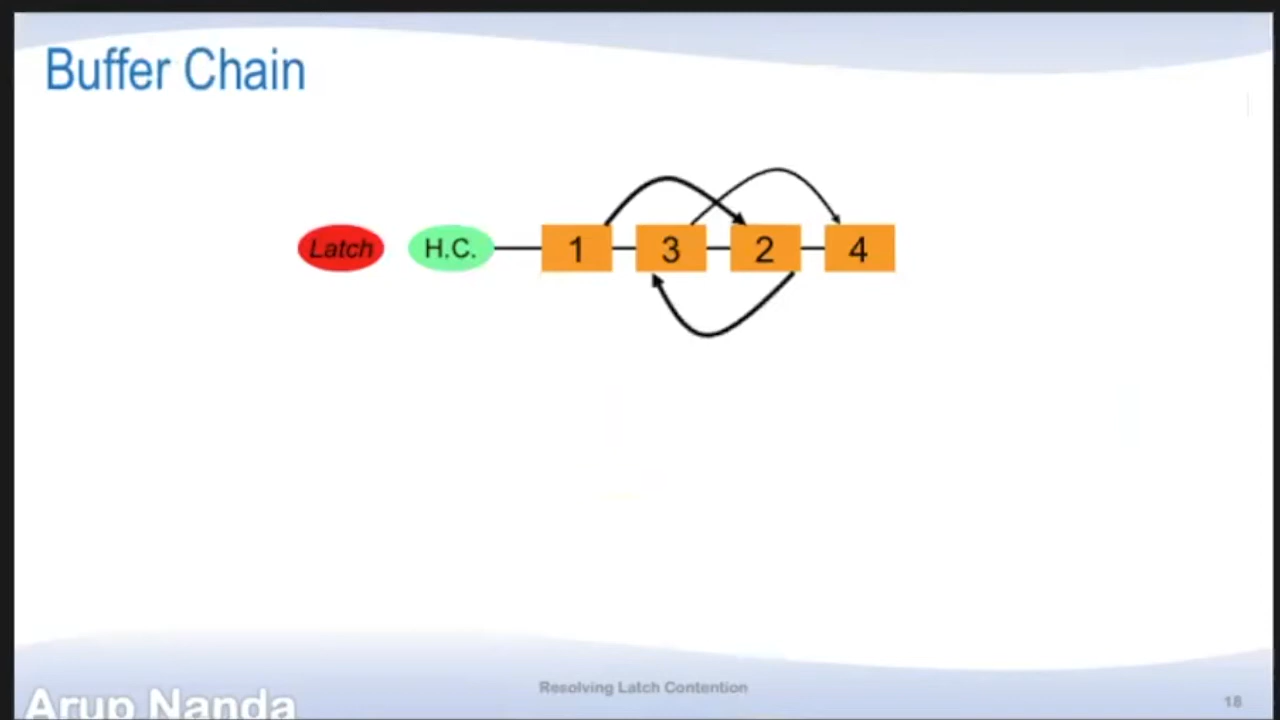 Buffer Chain
Latch H.C. 1 3 2 4
Resolving Latch Contention
18
Arup Nanda